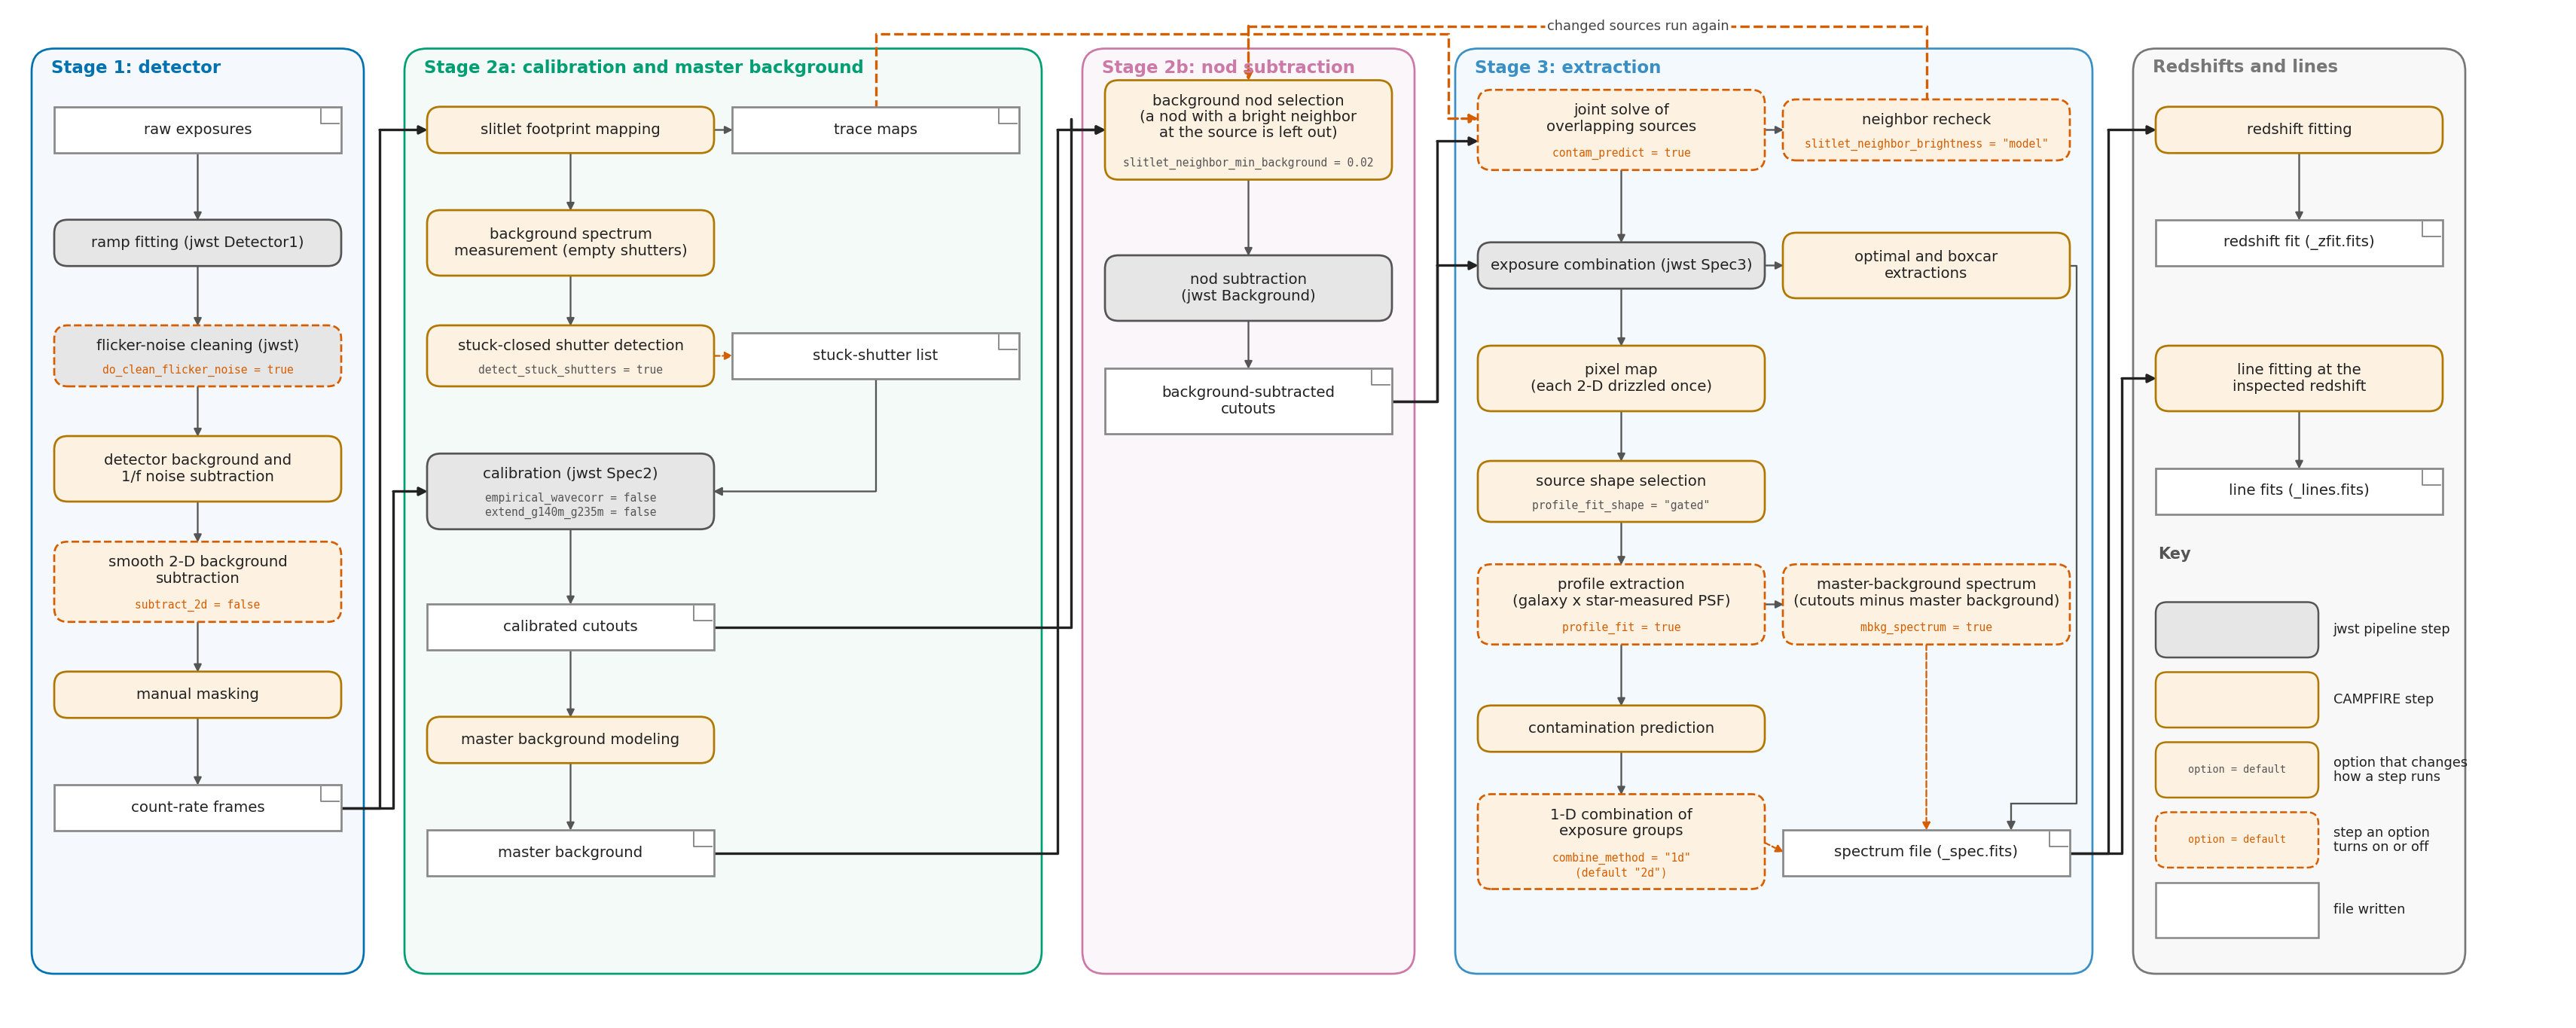 changed sources run again
Stage 1: detector
raw exposures
ramp fitting (jwst Detector1)
flicker-noise cleaning (jwst)
do_clean_flicker_noise = true
detector background and
1/f noise subtraction
smooth 2-D background
subtraction
subtract_2d = false
manual masking
count-rate frames
Stage 2a: calibration and master background
slitlet footprint mapping
trace maps
background spectrum
measurement (empty shutters)
stuck-closed shutter detection
detect_stuck_shutters = true
stuck-shutter list
calibration (jwst Spec2)
empirical_wavecorr = false
extend_g140m_g235m = false
calibrated cutouts
master background modeling
master background
Stage 2b: nod subtraction
background nod selection
(a nod with a bright neighbor
at the source is left out)
slitlet_neighbor_min_background = 0.02
nod subtraction
(jwst Background)
background-subtracted
cutouts
Stage 3: extraction
joint solve of
overlapping sources
contam_predict = true
neighbor recheck
slitlet_neighbor_brightness = "model"
exposure combination (jwst Spec3)
optimal and boxcar
extractions
pixel map
(each 2-D drizzled once)
source shape selection
profile_fit_shape = "gated"
profile extraction
(galaxy x star-measured PSF)
profile_fit = true
master-background spectrum
(cutouts minus master background)
mbkg_spectrum = true
contamination prediction
1-D combination of
exposure groups
combine_method = "1d"
(default "2d")
spectrum file (_spec.fits)
Redshifts and lines
redshift fitting
redshift fit (_zfit.fits)
line fitting at the
inspected redshift
line fits (_lines.fits)
Key
jwst pipeline step
CAMPFIRE step
option = default
option that changes
how a step runs
option = default
step an option
turns on or off
file written